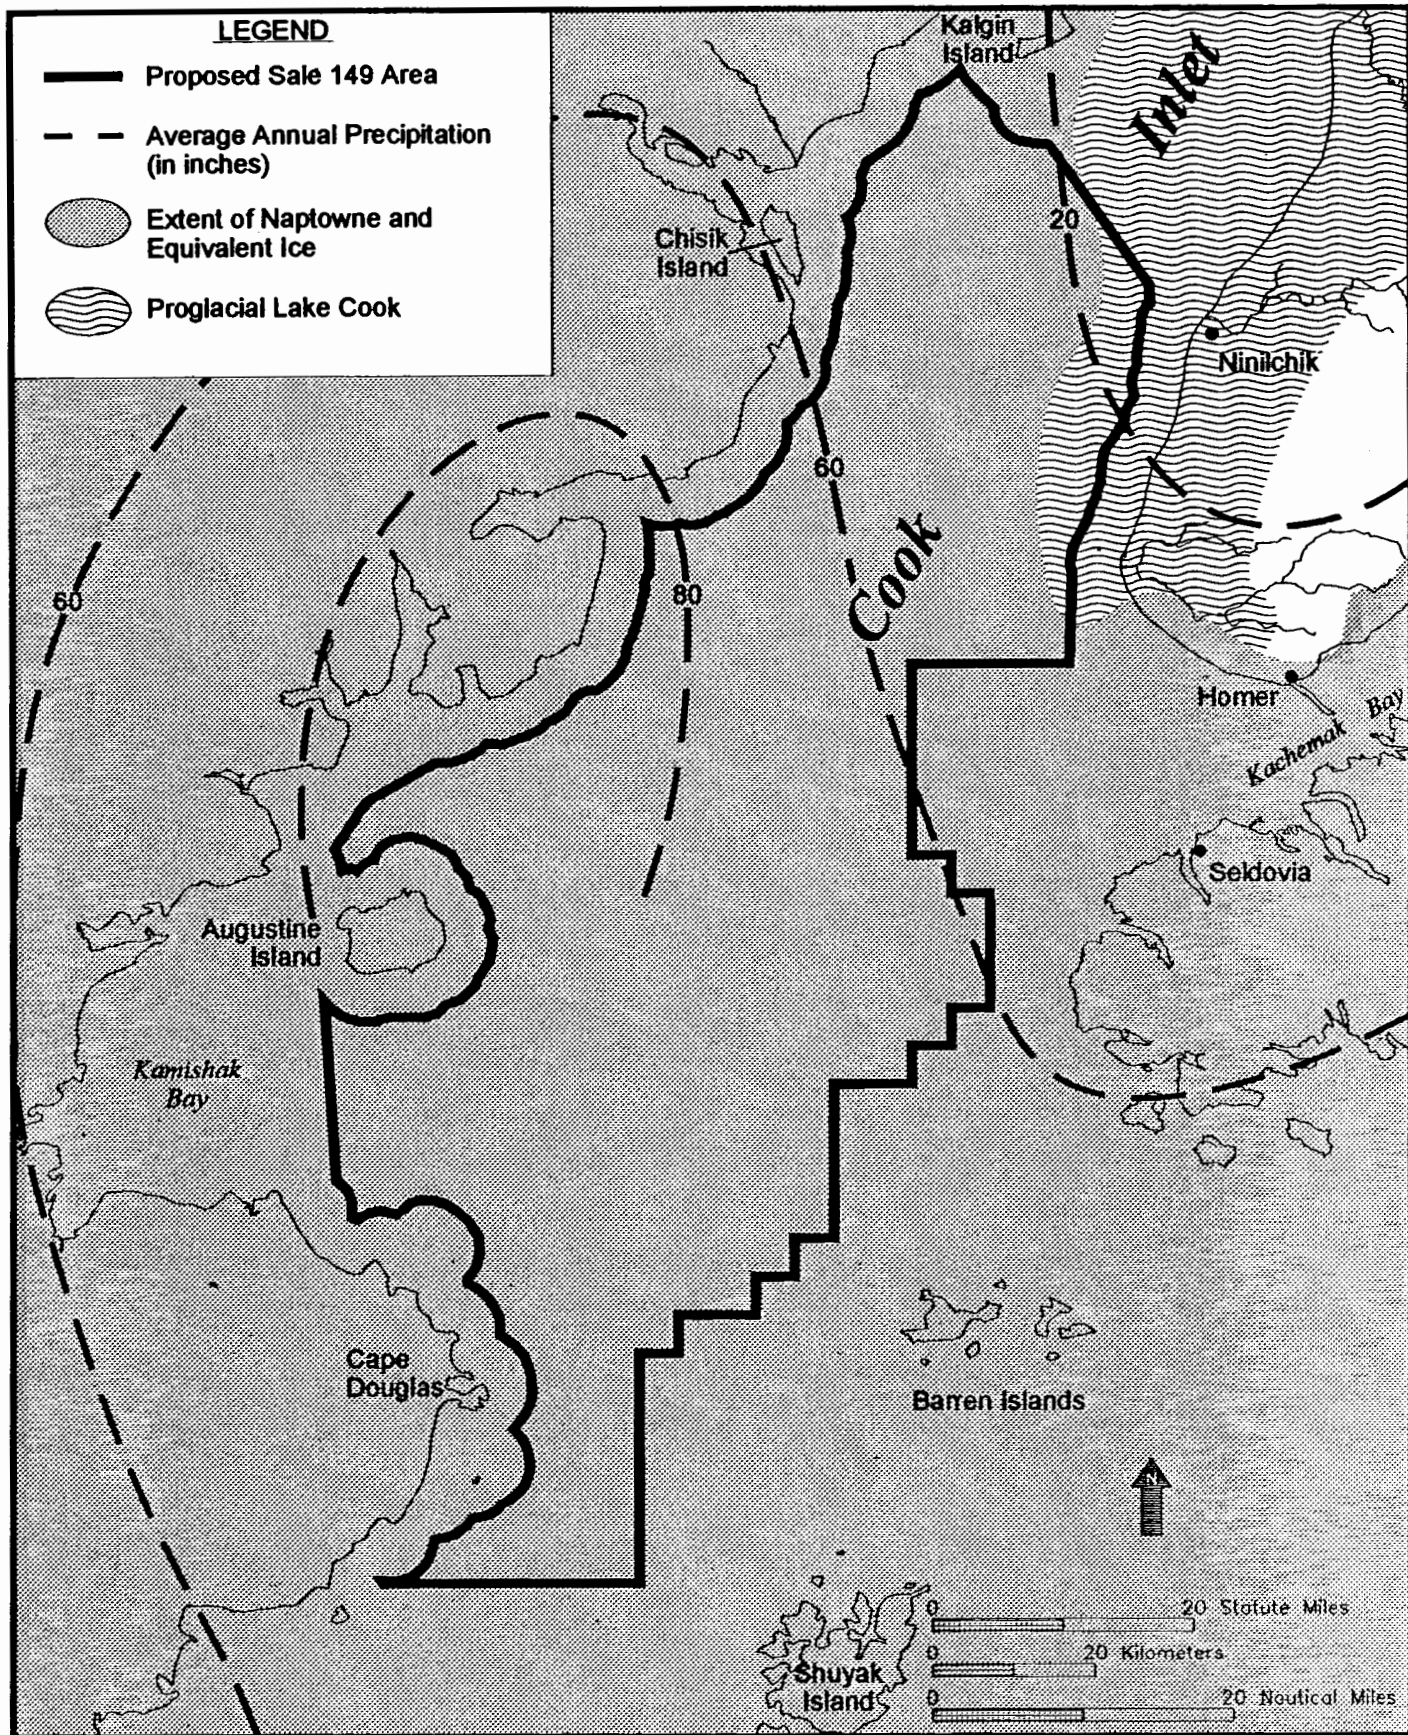 LEGEND
Proposed Sale 149 Area
Average Annual Precipitation
(in inches)
Extent of Naptowne and
Equivalent Ice
Proglacial Lake Cook
Kalgin
Island
Inlet
20
Chisik
Island
Ninilchik
60
Cook
60
80
Homer
Kachemak Bay
Seldovia
Augustine
Island
Kamishak
Bay
Cape
Douglas
Barren Islands
N
0 20 Statute Miles
0 20 Kilometers
0 20 Nautical Miles
Shuyak
Island